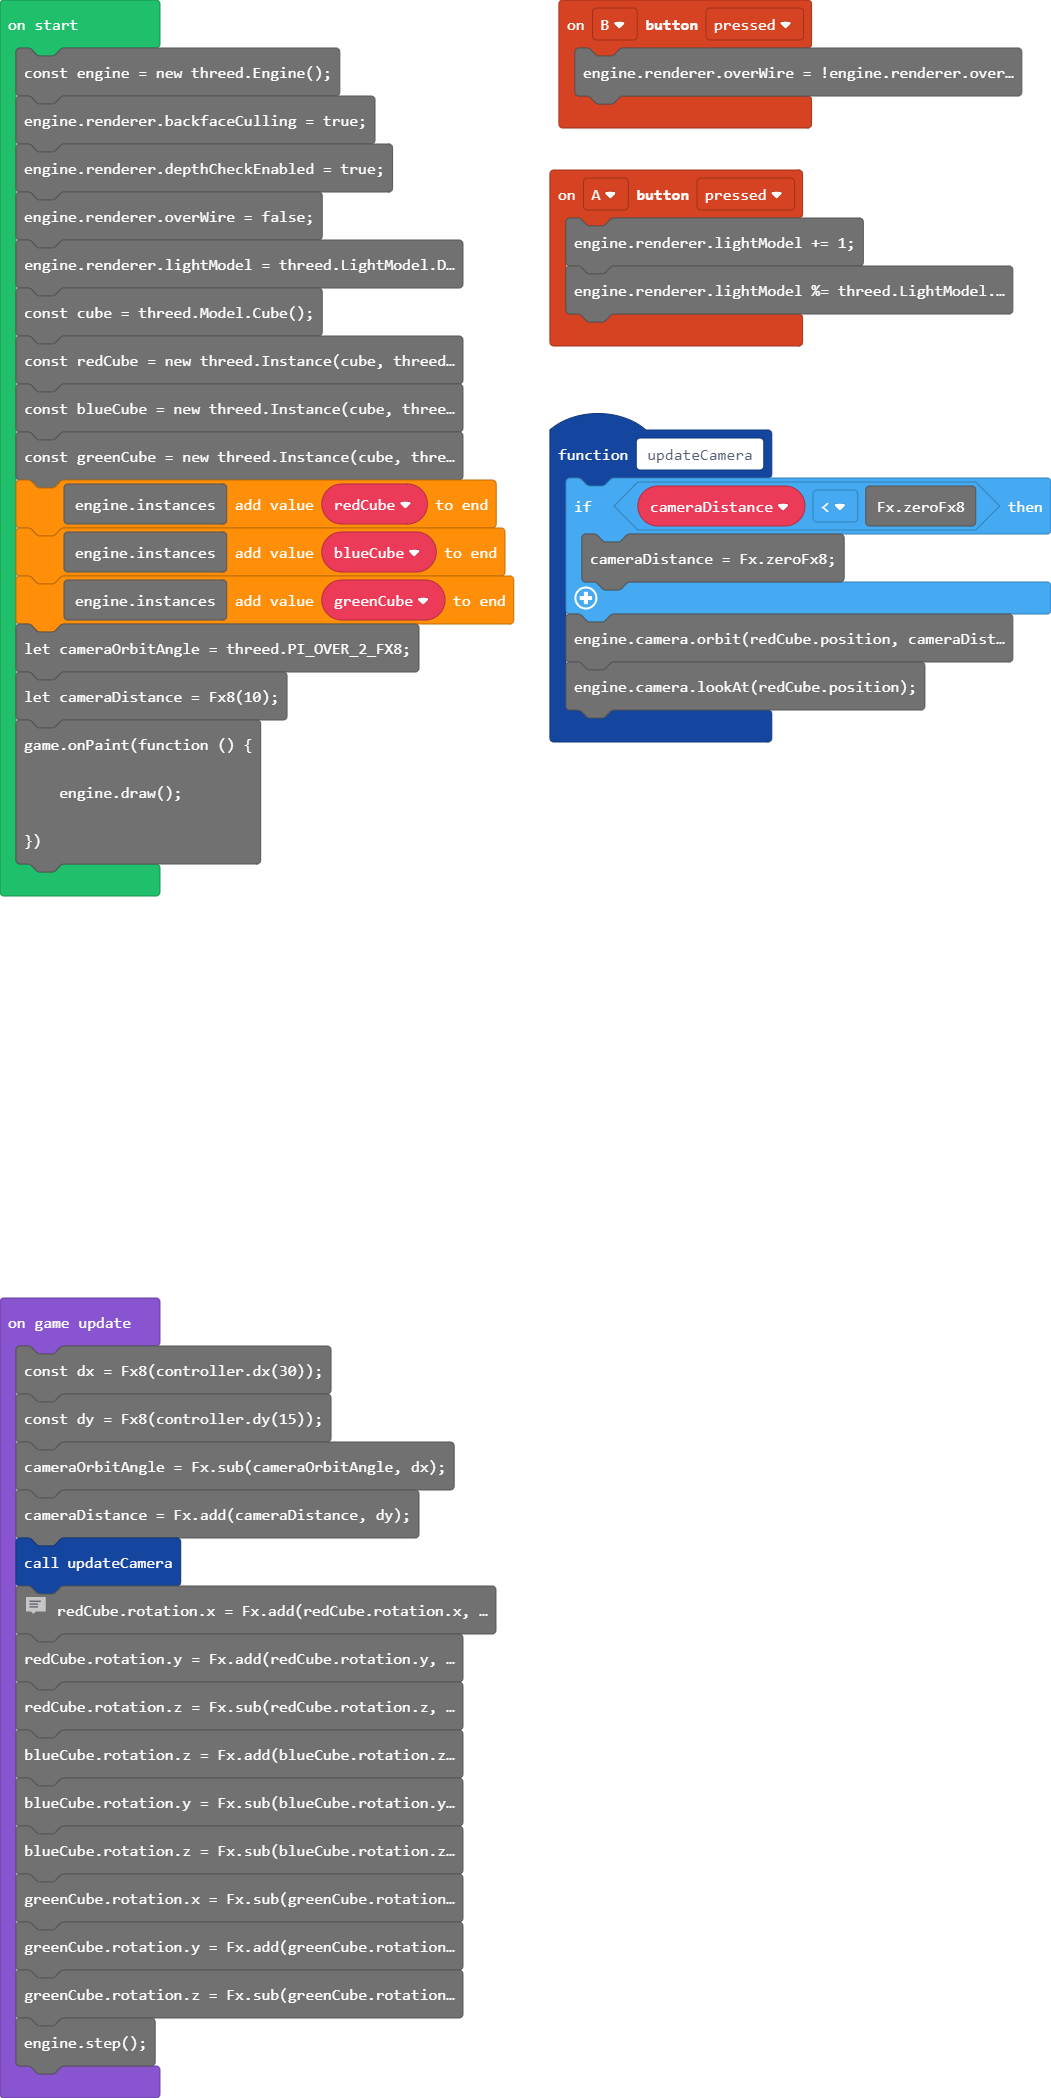 on start
const engine = new threed.Engine();
engine.renderer.backfaceCulling = true;
engine.renderer.depthCheckEnabled = true;
engine.renderer.overWire = false;
engine.renderer.lightModel = threed.LightModel.D…
const cube = threed.Model.Cube();
const redCube = new threed.Instance(cube, threed…
const blueCube = new threed.Instance(cube, three…
const greenCube = new threed.Instance(cube, thre…
engine.instances add value redCube to end
engine.instances add value blueCube to end
engine.instances add value greenCube to end
let cameraOrbitAngle = threed.PI_OVER_2_FX8;
let cameraDistance = Fx8(10);
game.onPaint(function () {
engine.draw();
})
on B button pressed
engine.renderer.overWire = !engine.renderer.over…
on A button pressed
engine.renderer.lightModel += 1;
engine.renderer.lightModel %= threed.LightModel.…
function updateCamera
if cameraDistance < Fx.zeroFx8 then
cameraDistance = Fx.zeroFx8;
engine.camera.orbit(redCube.position, cameraDist…
engine.camera.lookAt(redCube.position);
on game update
const dx = Fx8(controller.dx(30));
const dy = Fx8(controller.dy(15));
cameraOrbitAngle = Fx.sub(cameraOrbitAngle, dx);
cameraDistance = Fx.add(cameraDistance, dy);
call updateCamera
redCube.rotation.x = Fx.add(redCube.rotation.x, …
redCube.rotation.y = Fx.add(redCube.rotation.y, …
redCube.rotation.z = Fx.sub(redCube.rotation.z, …
blueCube.rotation.z = Fx.add(blueCube.rotation.z…
blueCube.rotation.y = Fx.sub(blueCube.rotation.y…
blueCube.rotation.z = Fx.sub(blueCube.rotation.z…
greenCube.rotation.x = Fx.sub(greenCube.rotation…
greenCube.rotation.y = Fx.add(greenCube.rotation…
greenCube.rotation.z = Fx.sub(greenCube.rotation…
engine.step();